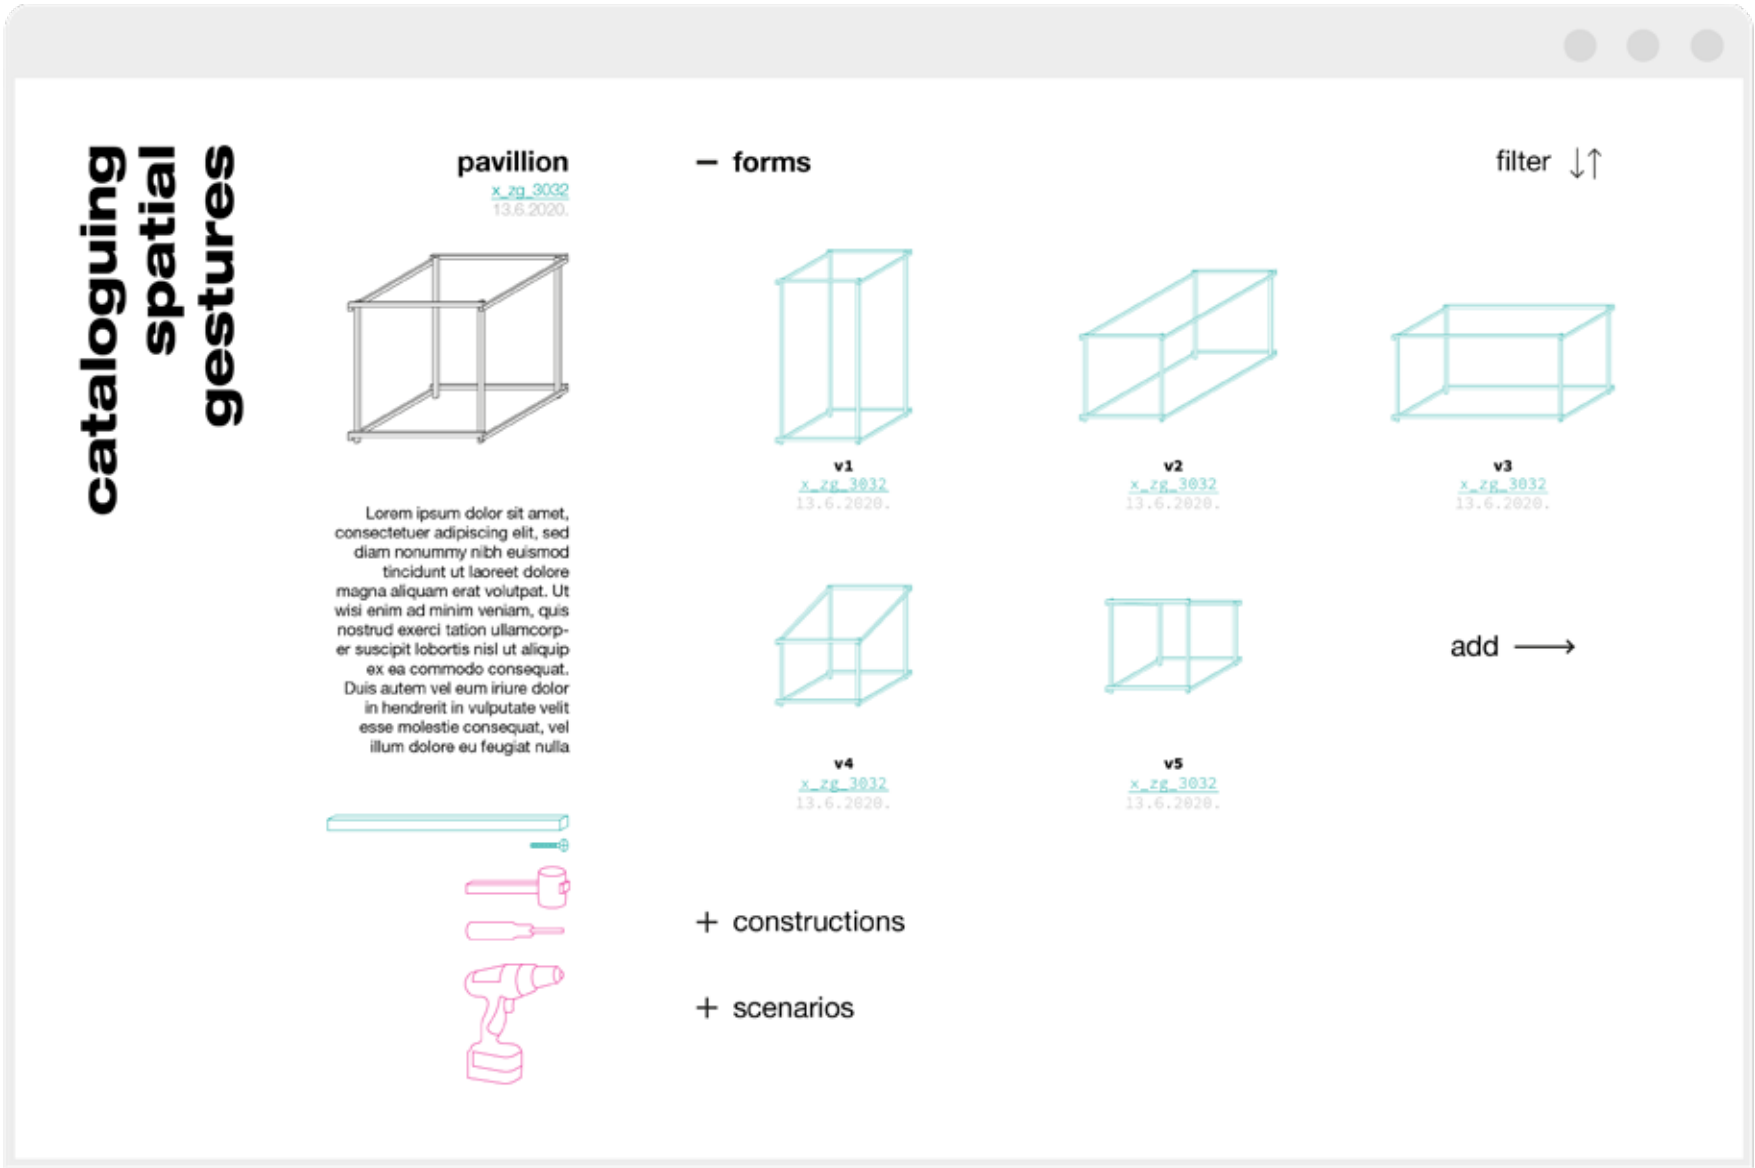 cataloguing
spatial
gestures
pavillion
x_zg_3032
13.6.2020.
Lorem ipsum dolor sit amet,
consectetuer adipiscing elit, sed
diam nonummy nibh euismod
tincidunt ut laoreet dolore
magna aliquam erat volutpat. Ut
wisi enim ad minim veniam, quis
nostrud exerci tation ullamcorp-
er suscipit lobortis nisl ut aliquip
ex ea commodo consequat.
Duis autem vel eum iriure dolor
in hendrerit in vulputate velit
esse molestie consequat, vel
illum dolore eu feugiat nulla
− forms
filter ↓↑
v1
x_zg_3032
13.6.2020.
v2
x_zg_3032
13.6.2020.
v3
x_zg_3032
13.6.2020.
v4
x_zg_3032
13.6.2020.
v5
x_zg_3032
13.6.2020.
add →
+ constructions
+ scenarios